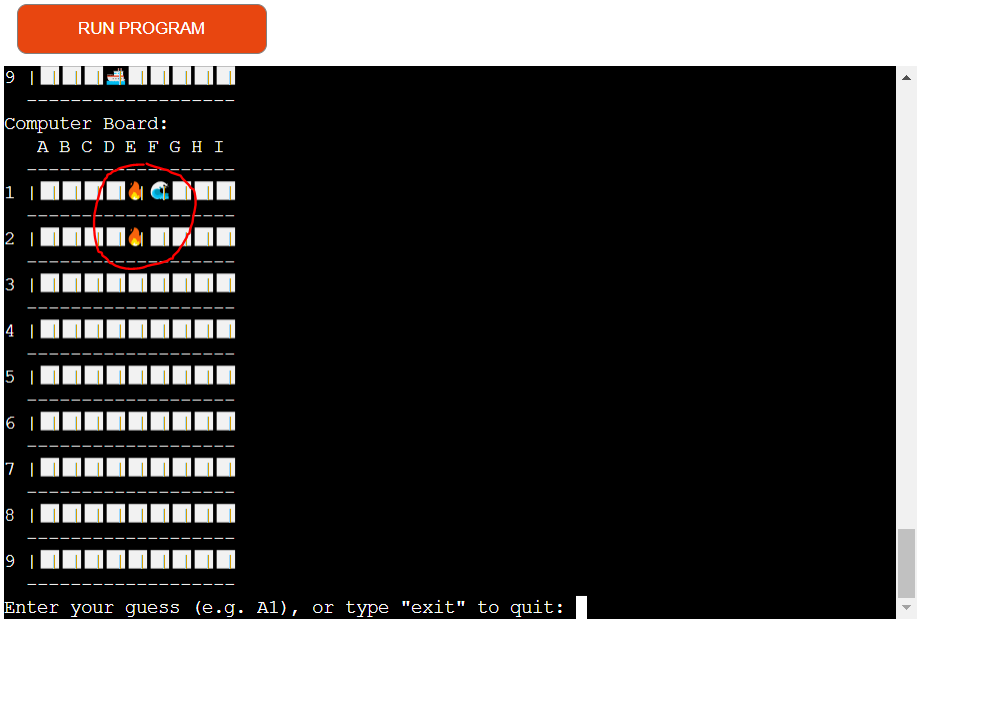 RUN PROGRAM
9 | | | | 🚢| | | | | |
-------------------
Computer Board:
A B C D E F G H I
-------------------
1 | | | | |🔥|🌊| | | |
-------------------
2 | | | | |🔥| | | | |
-------------------
3 | | | | | | | | | |
-------------------
4 | | | | | | | | | |
-------------------
5 | | | | | | | | | |
-------------------
6 | | | | | | | | | |
-------------------
7 | | | | | | | | | |
-------------------
8 | | | | | | | | | |
-------------------
9 | | | | | | | | | |
-------------------
Enter your guess (e.g. A1), or type "exit" to quit: